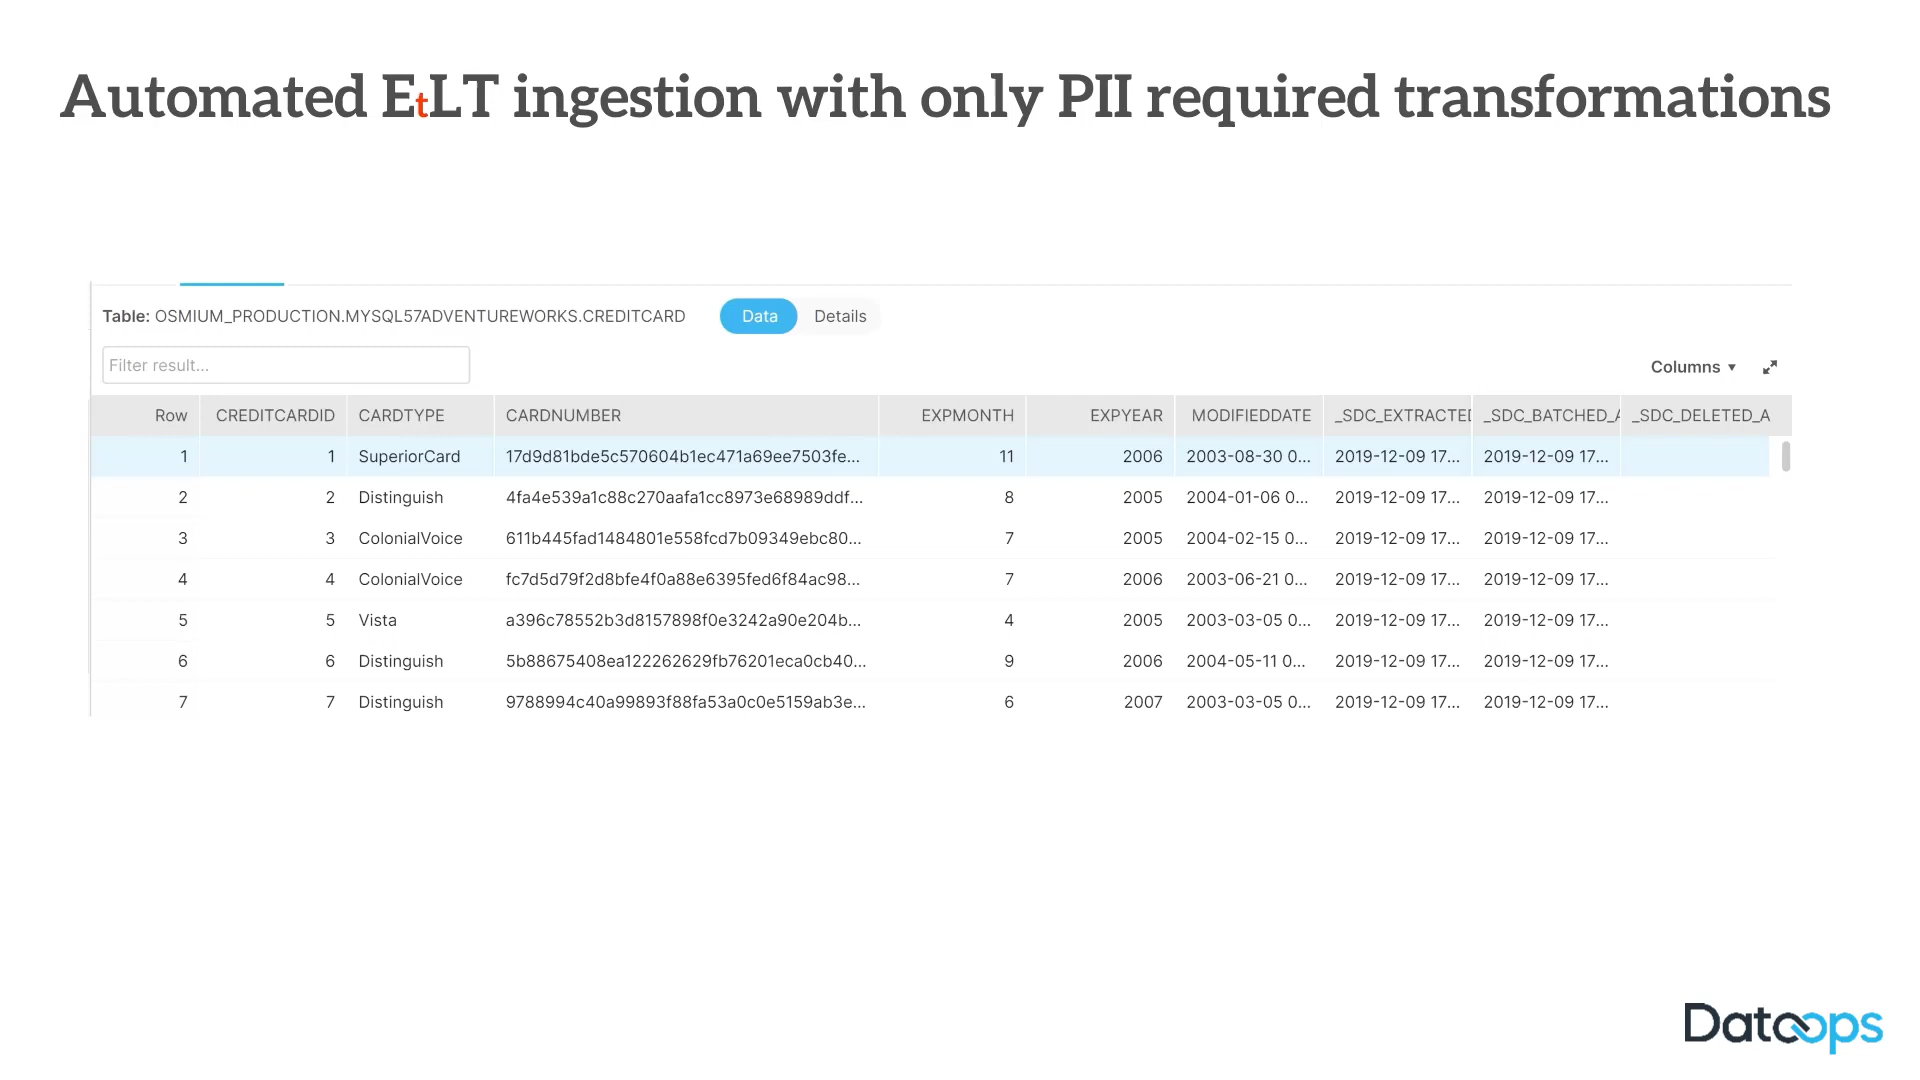 Automated EtLT ingestion with only PII required transformations
Table: OSMIUM_PRODUCTION.MYSQL57ADVENTUREWORKS.CREDITCARD Data Details
Filter result...
Columns
Row CREDITCARDID CARDTYPE CARDNUMBER EXPMONTH EXPYEAR MODIFIEDDATE _SDC_EXTRACTED _SDC_BATCHED_A _SDC_DELETED_A
1 1 SuperiorCard 17d9d81bde5c570604b1ec471a69ee7503fe... 11 2006 2003-08-30 0... 2019-12-09 17... 2019-12-09 17...
2 2 Distinguish 4fa4e539a1c88c270aafa1cc8973e68989ddf... 8 2005 2004-01-06 0... 2019-12-09 17... 2019-12-09 17...
3 3 ColonialVoice 611b445fad1484801e558fcd7b09349ebc80... 7 2005 2004-02-15 0... 2019-12-09 17... 2019-12-09 17...
4 4 ColonialVoice fc7d5d79f2d8bfe4f0a88e6395fed6f84ac98... 7 2006 2003-06-21 0... 2019-12-09 17... 2019-12-09 17...
5 5 Vista a396c78552b3d8157898f0e3242a90e204b... 4 2005 2003-03-05 0... 2019-12-09 17... 2019-12-09 17...
6 6 Distinguish 5b88675408ea122262629fb76201eca0cb40... 9 2006 2004-05-11 0... 2019-12-09 17... 2019-12-09 17...
7 7 Distinguish 9788994c40a99893f88fa53a0c0e5159ab3e... 6 2007 2003-03-05 0... 2019-12-09 17... 2019-12-09 17...
Dataops